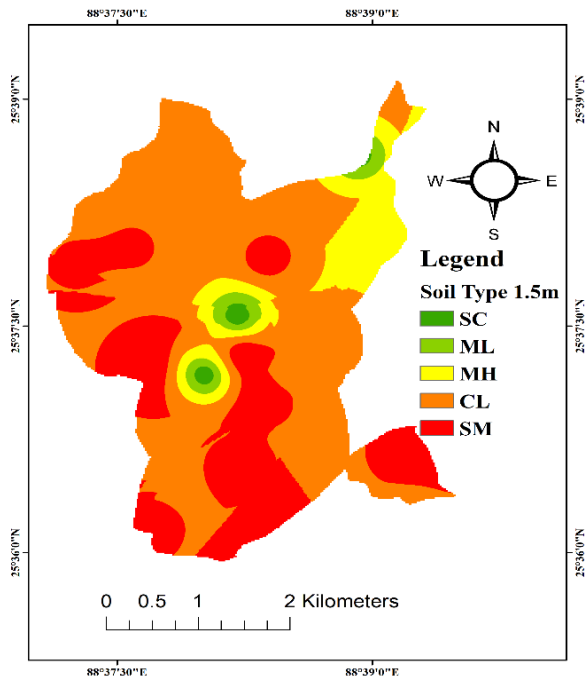 88°37'30"E 88°39'0"E
25°39'0"N 25°39'0"N
N
W E
S
Legend
Soil Type 1.5m
SC
25°37'30"N 25°37'30"N
ML
MH
CL
SM
25°36'0"N 25°36'0"N
0 0.5 1 2 Kilometers
88°37'30"E 88°39'0"E